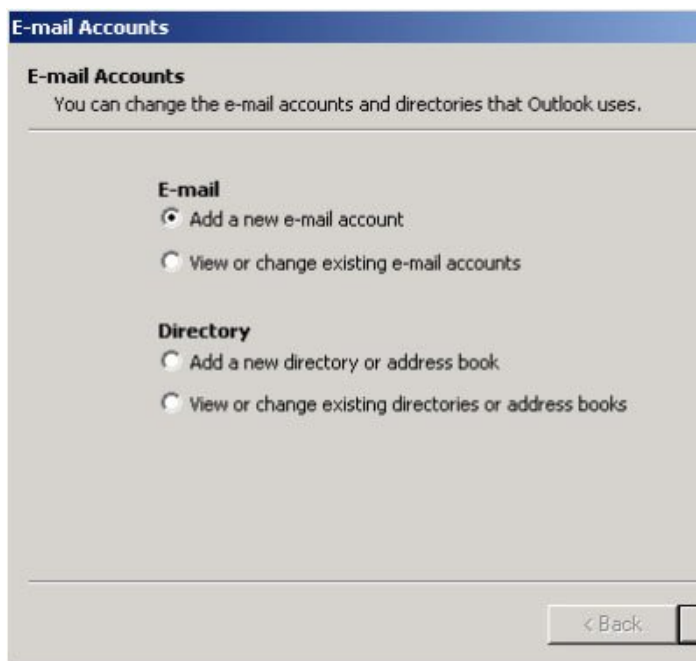 E-mail Accounts
E-mail Accounts
You can change the e-mail accounts and directories that Outlook uses.
E-mail
Add a new e-mail account
View or change existing e-mail accounts
Directory
Add a new directory or address book
View or change existing directories or address books
< Back